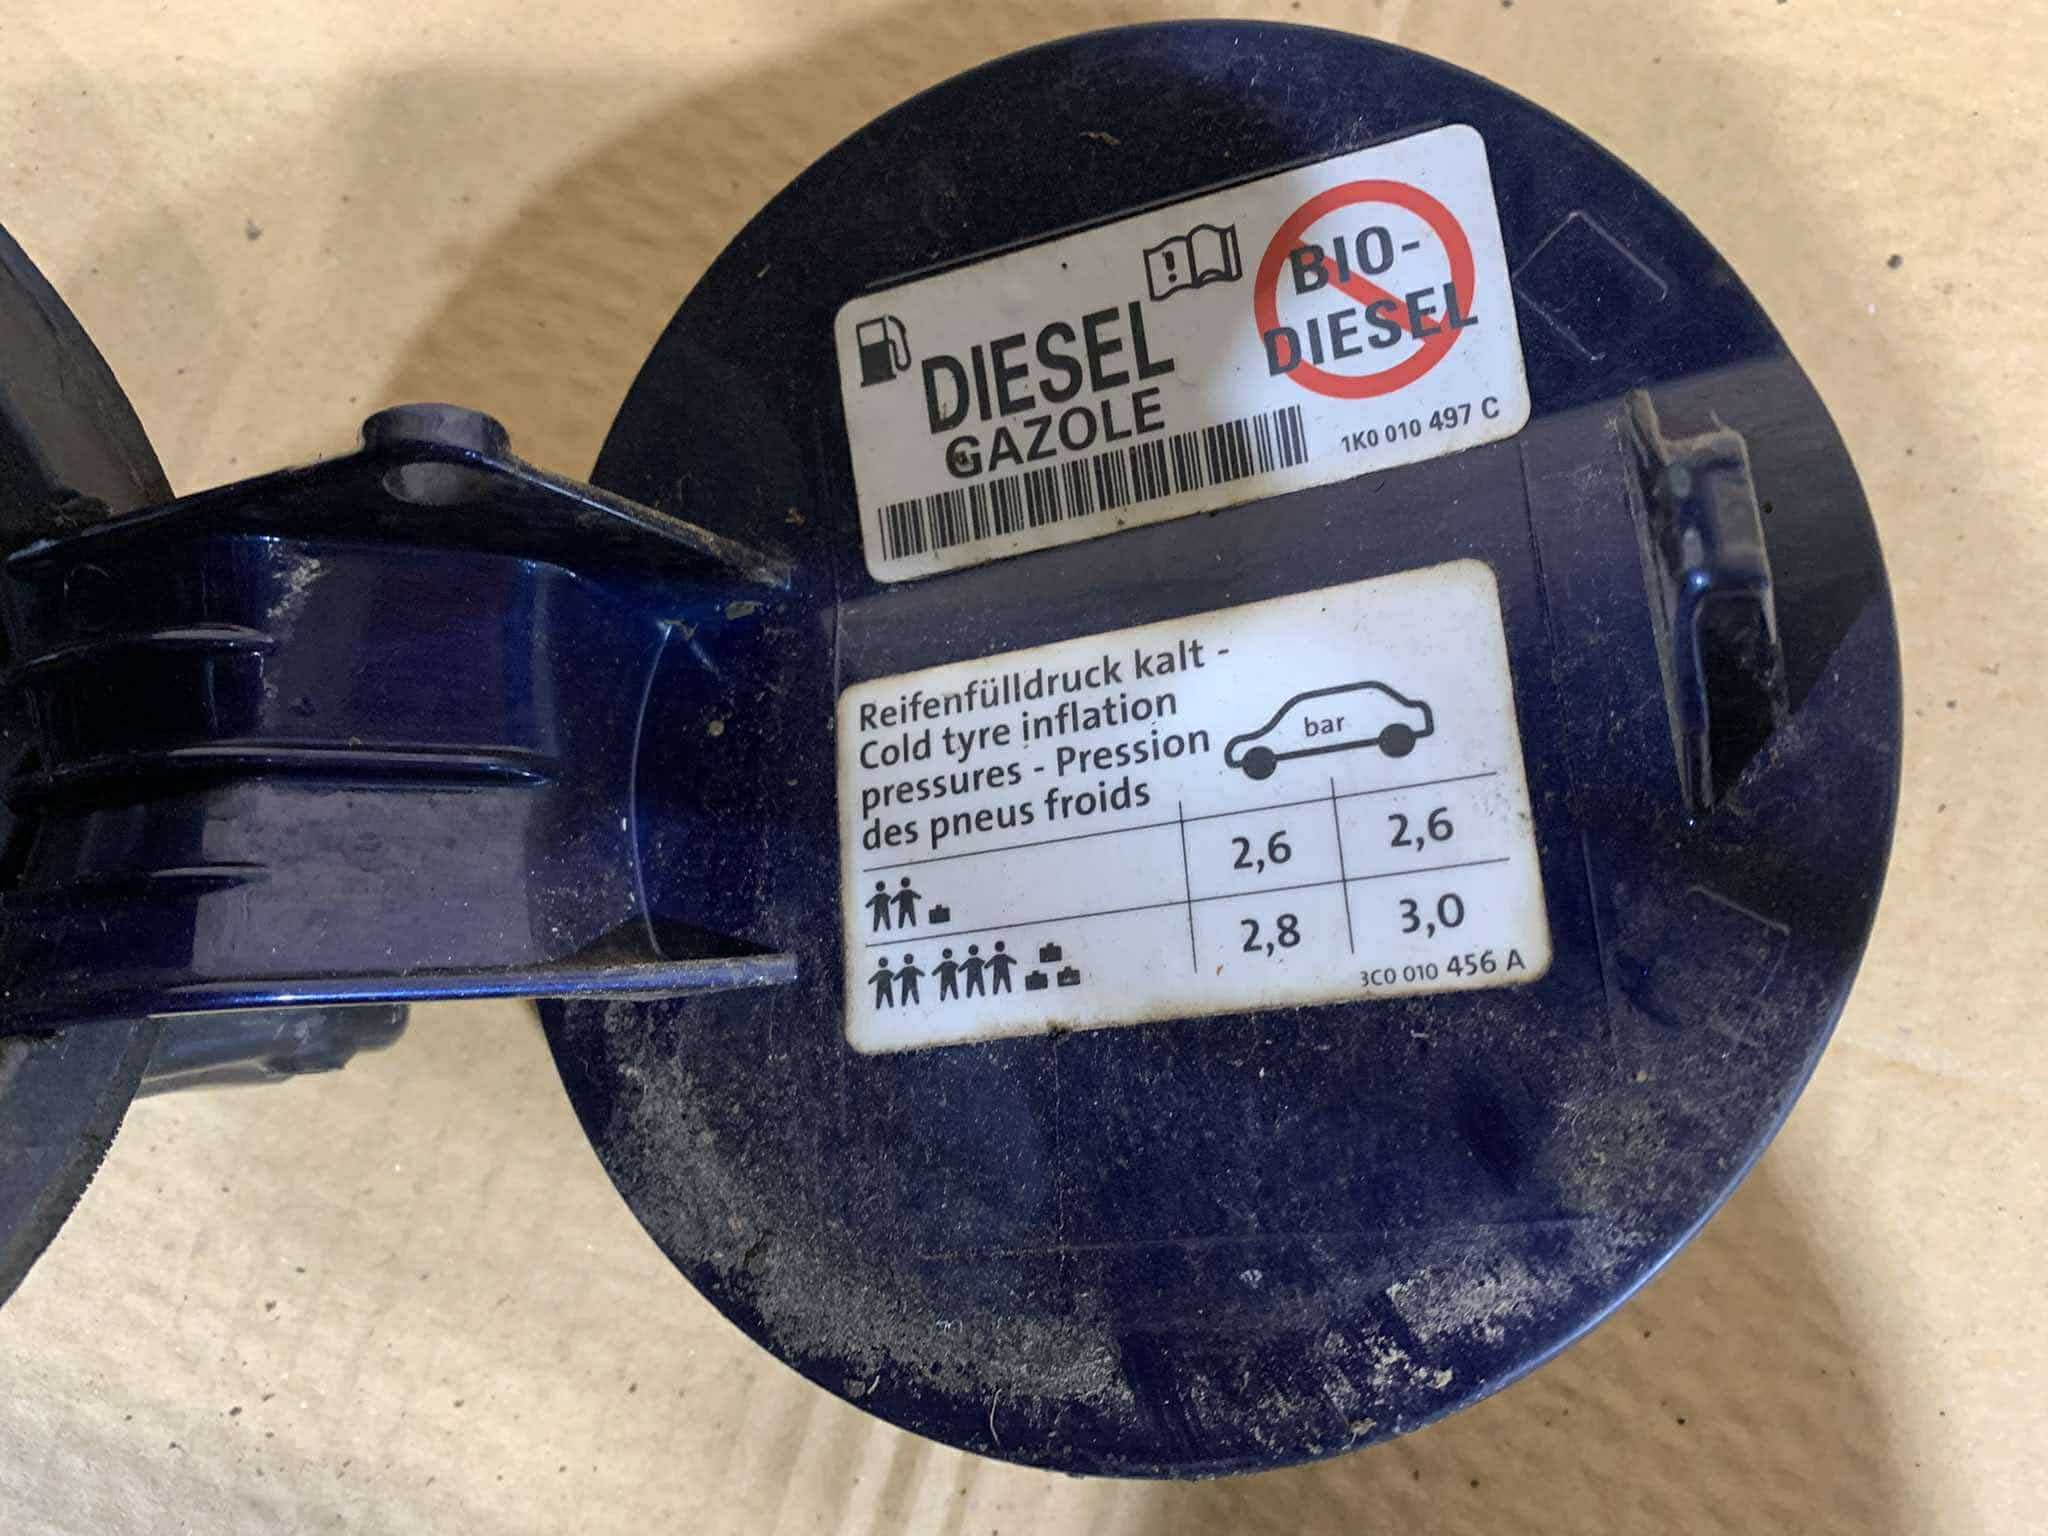 BIO-
DIESEL
DIESEL
GAZOLE
1K0 010 497 C
Reifenfülldruck kalt -
Cold tyre inflation
pressures - Pression
des pneus froids
bar
2,6 2,6
2,8 3,0
3C0 010 456 A